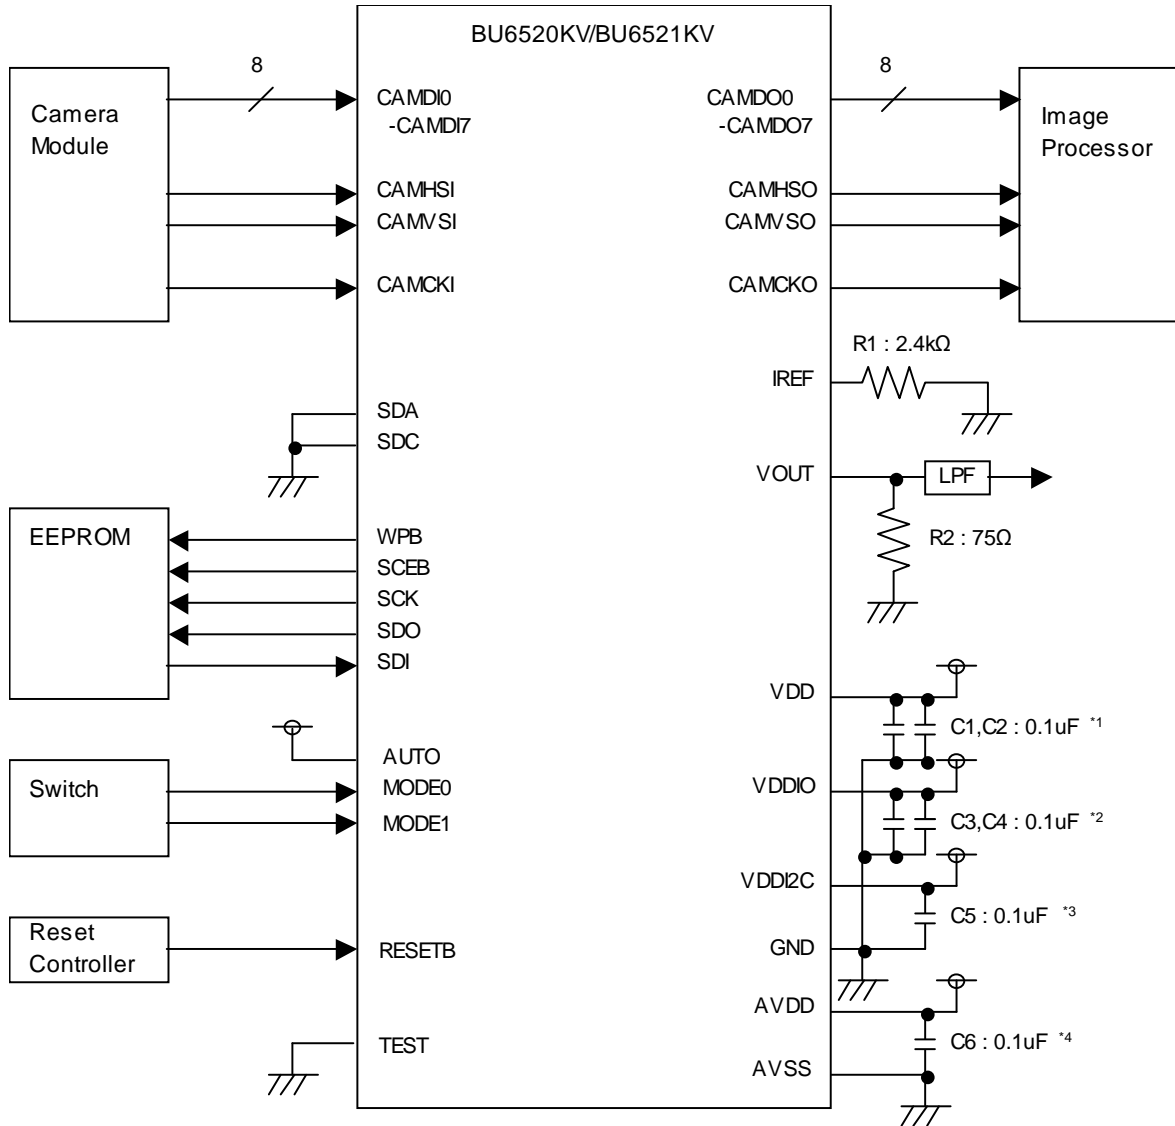 BU6520KV/BU6521KV
8
Camera
Module
CAMDI0
-CAMDI7
CAMHSI
CAMVSI
CAMCKI
8
CAMDO0
-CAMDO7
CAMHSO
CAMVSO
CAMCKO
Image
Processor
R1 : 2.4kΩ
IREF
SDA
SDC
VOUT
LPF
R2 : 75Ω
EEPROM
WPB
SCEB
SCK
SDO
SDI
VDD
C1,C2 : 0.1uF *1
AUTO
Switch
MODE0
MODE1
VDDIO
C3,C4 : 0.1uF *2
VDDI2C
C5 : 0.1uF *3
Reset
Controller
RESETB
GND
AVDD
C6 : 0.1uF *4
TEST
AVSS